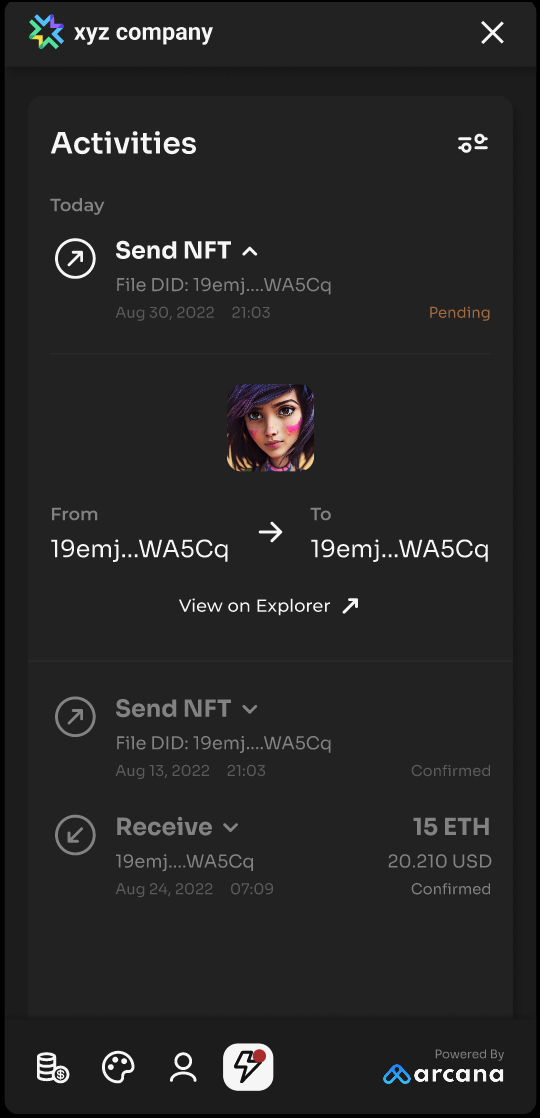 xyz company
Activities
Today
Send NFT
File DID: 19emj....WA5Cq
Aug 30, 2022 21:03 Pending
From To
19emj...WA5Cq 19emj...WA5Cq
View on Explorer
Send NFT
File DID: 19emj....WA5Cq
Aug 13, 2022 21:03 Confirmed
Receive 15 ETH
19emj....WA5Cq 20.210 USD
Aug 24, 2022 07:09 Confirmed
Powered By
arcana